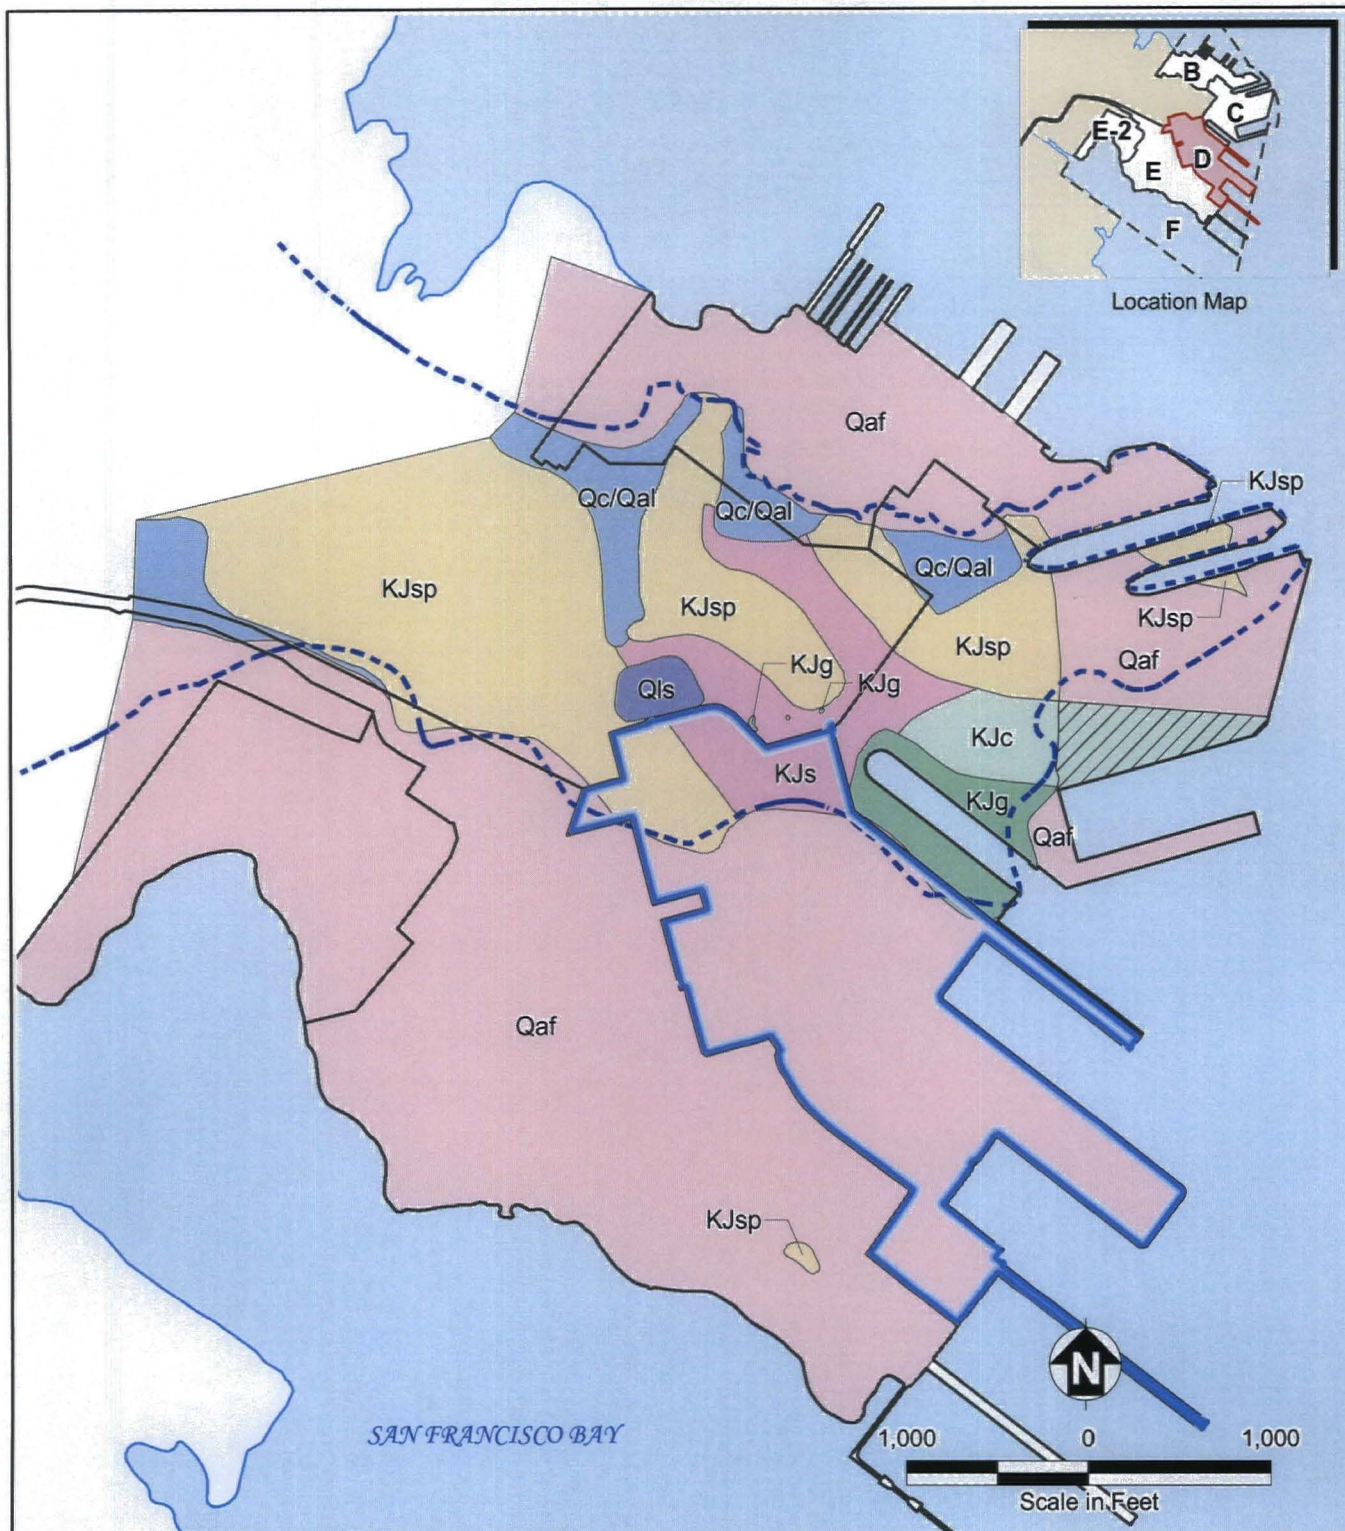 B
C
E-2
D
E
F
Location Map
Qaf
KJsp
Qc/Qal
Qc/Qal
Qc/Qal
KJsp
KJsp
KJsp
KJsp
Qaf
KJg
KJg
Qls
KJc
KJs
KJg
Qaf
Qaf
KJsp
N
SAN FRANCISCO BAY
1,000 0 1,000
Scale in Feet